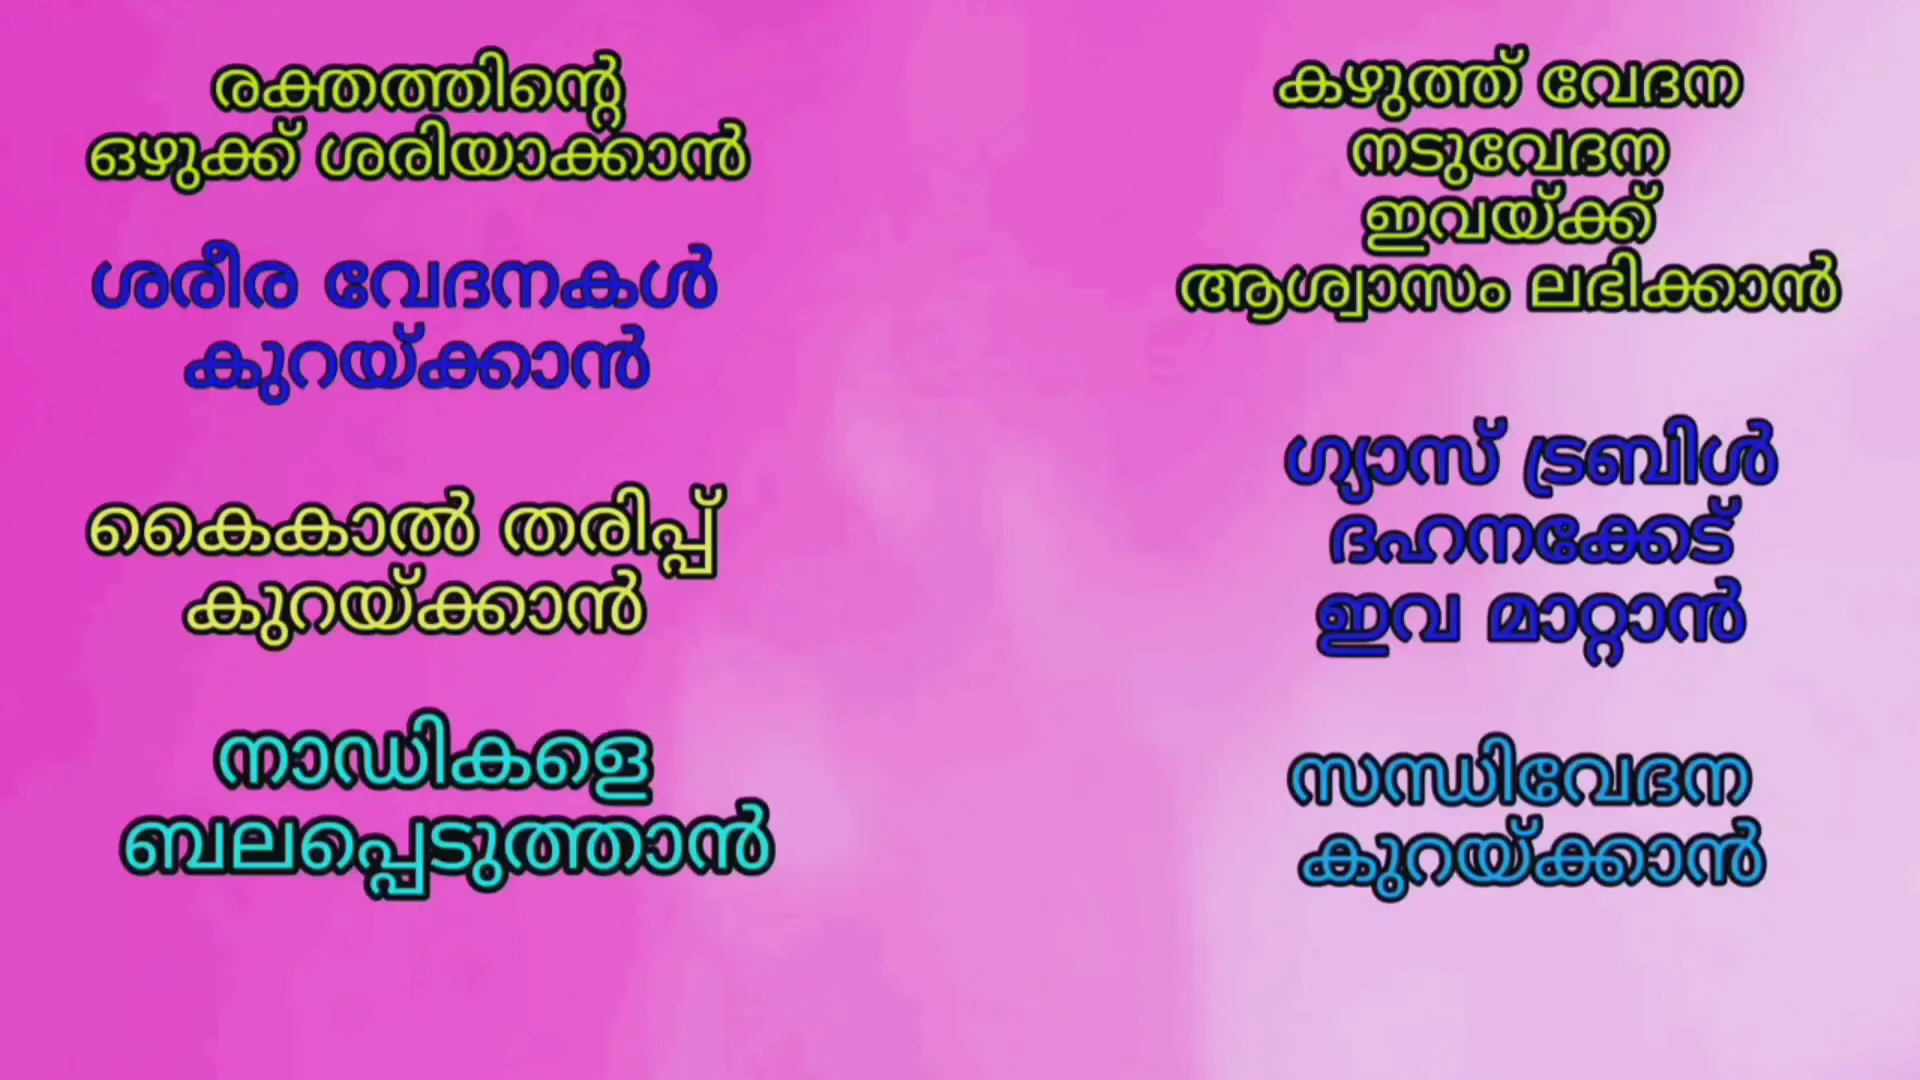 രക്തത്തിന്റെ
ഒഴുക്ക് ശരിയാക്കാൻ
ശരീര വേദനകൾ
കുറയ്ക്കാൻ
കൈകാൽ തരിപ്പ്
കുറയ്ക്കാൻ
നാഡികളെ
ബലപ്പെടുത്താൻ
കഴുത്ത് വേദന
നടുവേദന
ഇവയ്ക്ക്
ആശ്വാസം ലഭിക്കാൻ
ഗ്യാസ് ട്രബിൾ
ദഹനക്കേട്
ഇവ മാറ്റാൻ
സന്ധിവേദന
കുറയ്ക്കാൻ